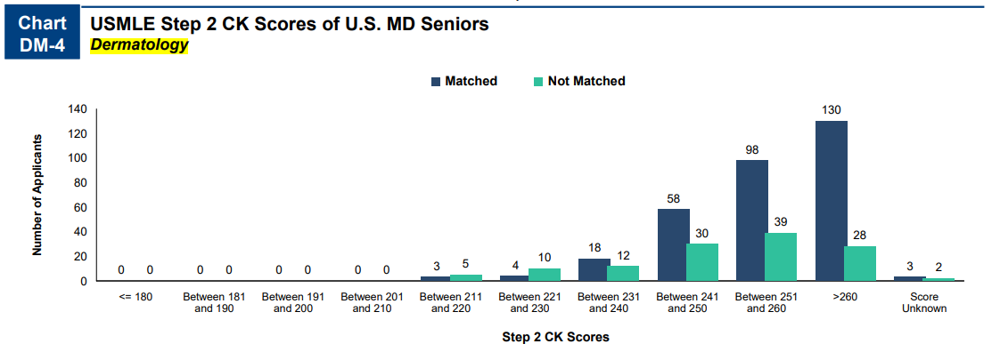 Chart
DM-4
USMLE Step 2 CK Scores of U.S. MD Seniors
Dermatology
Matched
Not Matched
Number of Applicants
140
120
100
80
60
40
20
0
0 0
0 0
0 0
0 0
3 5
4 10
18 12
58 30
98 39
130 28
3 2
<= 180
Between 181
and 190
Between 191
and 200
Between 201
and 210
Between 211
and 220
Between 221
and 230
Between 231
and 240
Between 241
and 250
Between 251
and 260
>260
Score
Unknown
Step 2 CK Scores